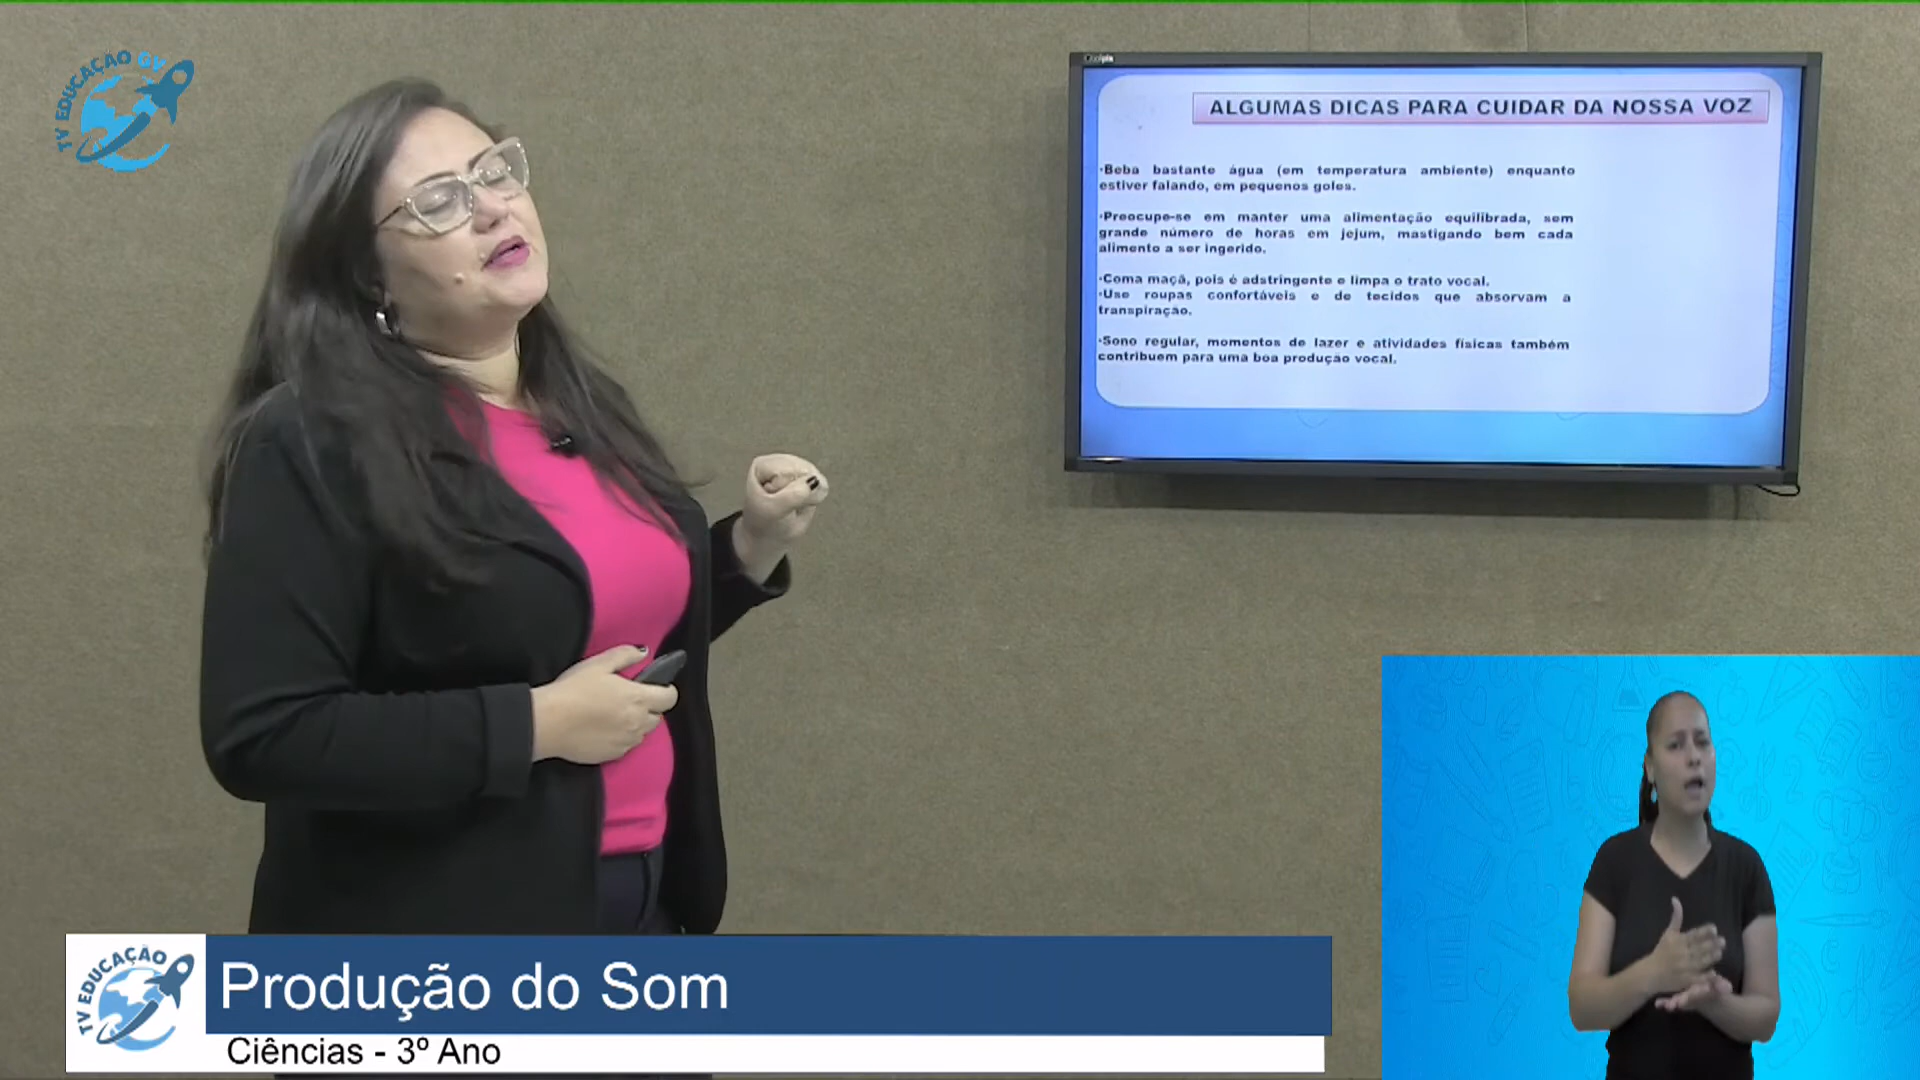 TV EDUCAÇÃO GV
ALGUMAS DICAS PARA CUIDAR DA NOSSA VOZ
•Beba bastante água (em temperatura ambiente) enquanto
estiver falando, em pequenos goles.
•Preocupe-se em manter uma alimentação equilibrada, sem
grande número de horas em jejum, mastigando bem cada
alimento a ser ingerido.
•Coma maçã, pois é adstringente e limpa o trato vocal.
•Use roupas confortáveis e de tecidos que absorvam a
transpiração.
•Sono regular, momentos de lazer e atividades físicas também
contribuem para uma boa produção vocal.
TV EDUCAÇÃO
Produção do Som
Ciências - 3º Ano